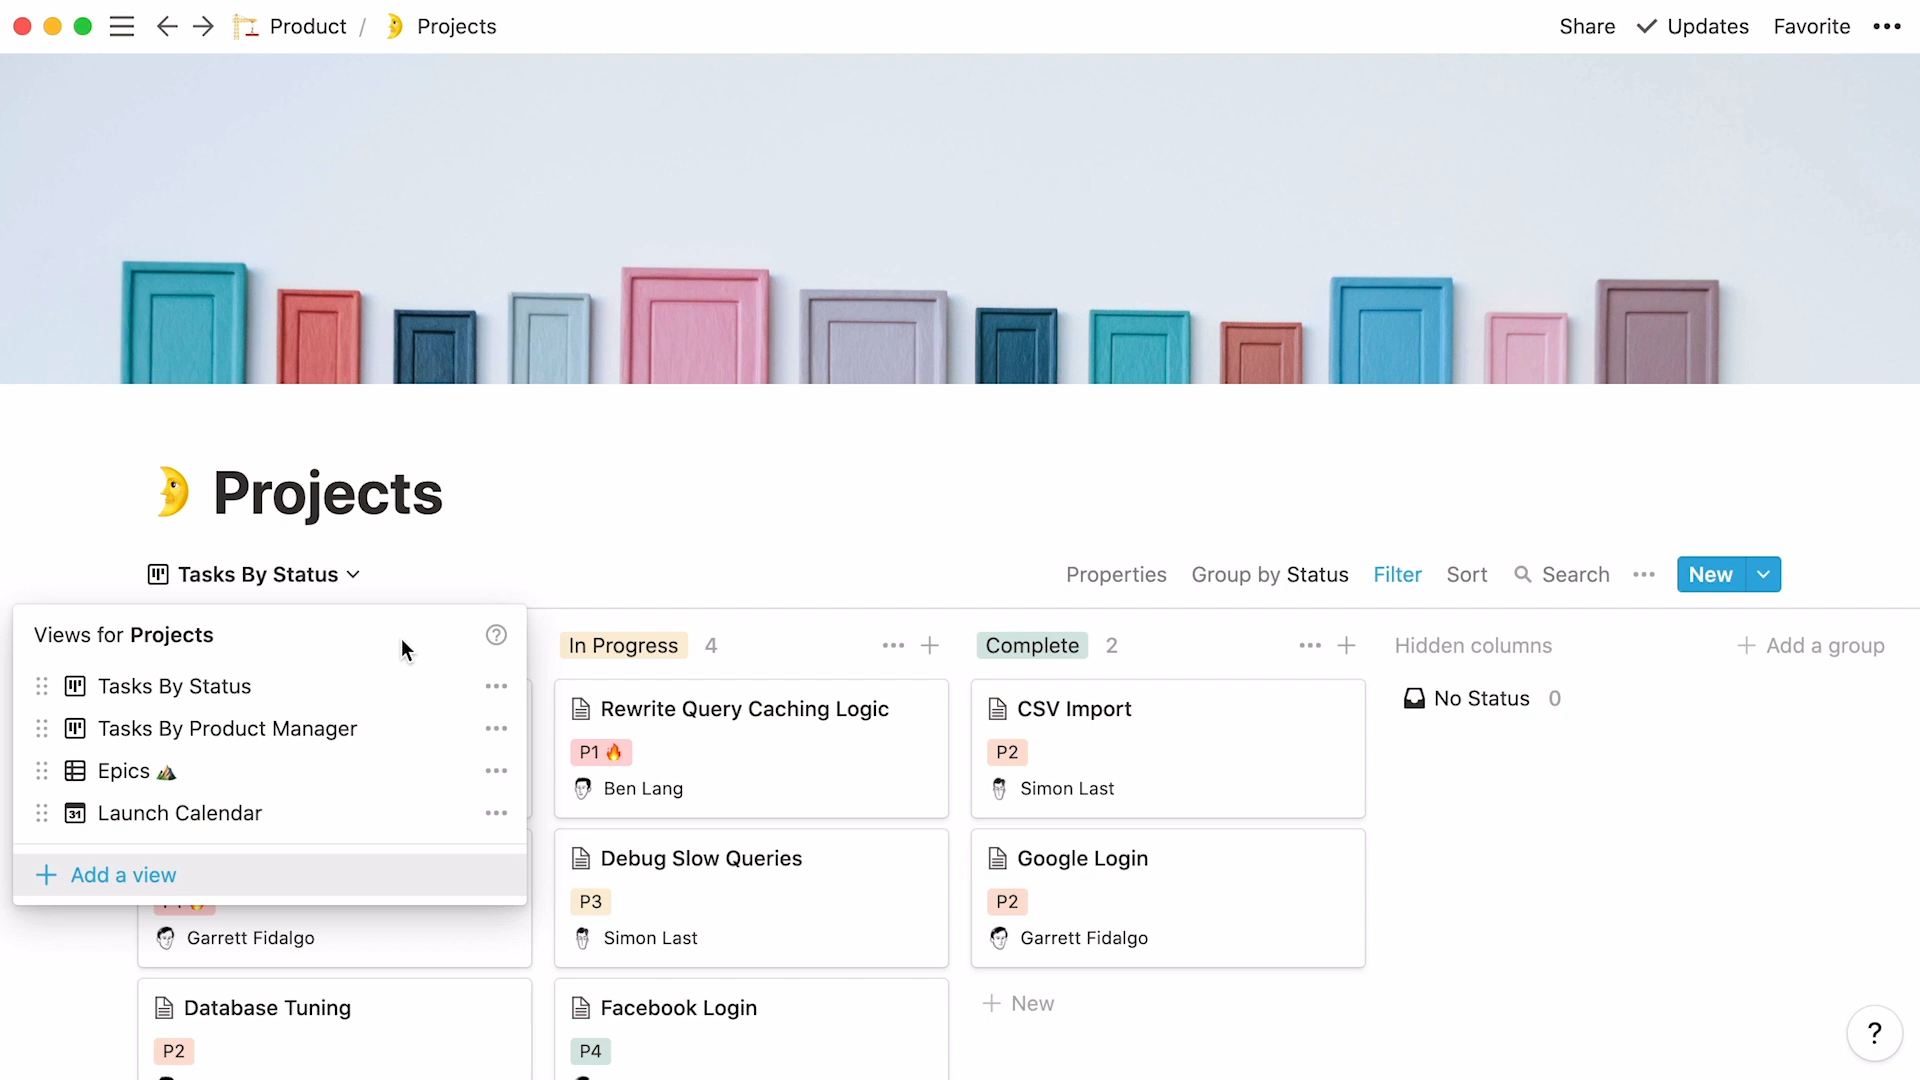 Product / Projects
Share Updates Favorite
Projects
Tasks By Status
Properties Group by Status Filter Sort Search New
Views for Projects
Tasks By Status
Tasks By Product Manager
Epics
31 Launch Calendar
Add a view
Garrett Fidalgo
Database Tuning
P2
In Progress 4
Rewrite Query Caching Logic
P1
Ben Lang
Debug Slow Queries
P3
Simon Last
Facebook Login
P4
Complete 2
CSV Import
P2
Simon Last
Google Login
P2
Garrett Fidalgo
New
Hidden columns
No Status 0
Add a group
?